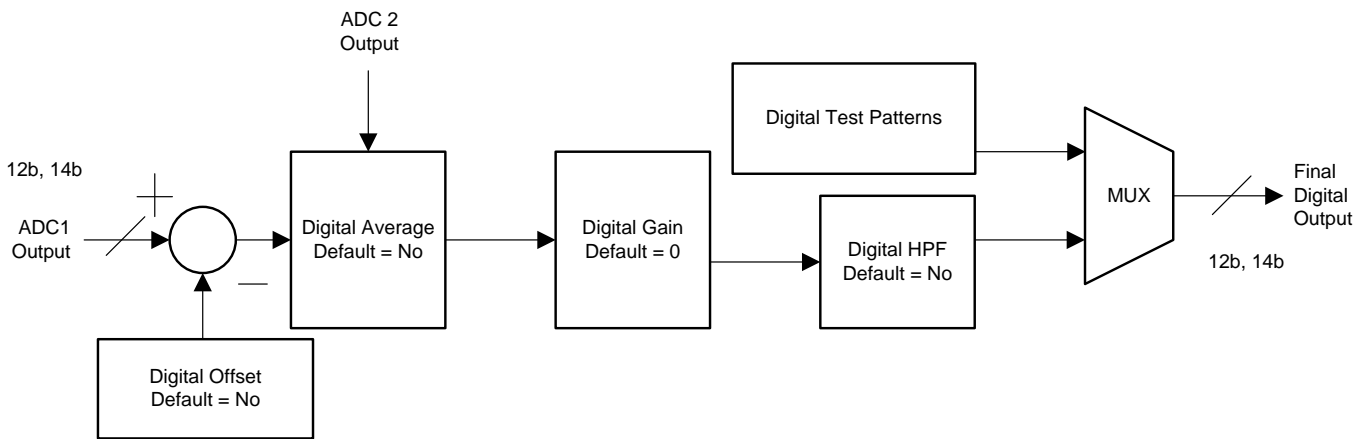 ADC 2
Output
Digital Test Patterns
12b, 14b
+
ADC1
Output
Digital Average
Default = No
Digital Gain
Default = 0
Digital HPF
Default = No
MUX
Final
Digital
Output
12b, 14b
—
Digital Offset
Default = No